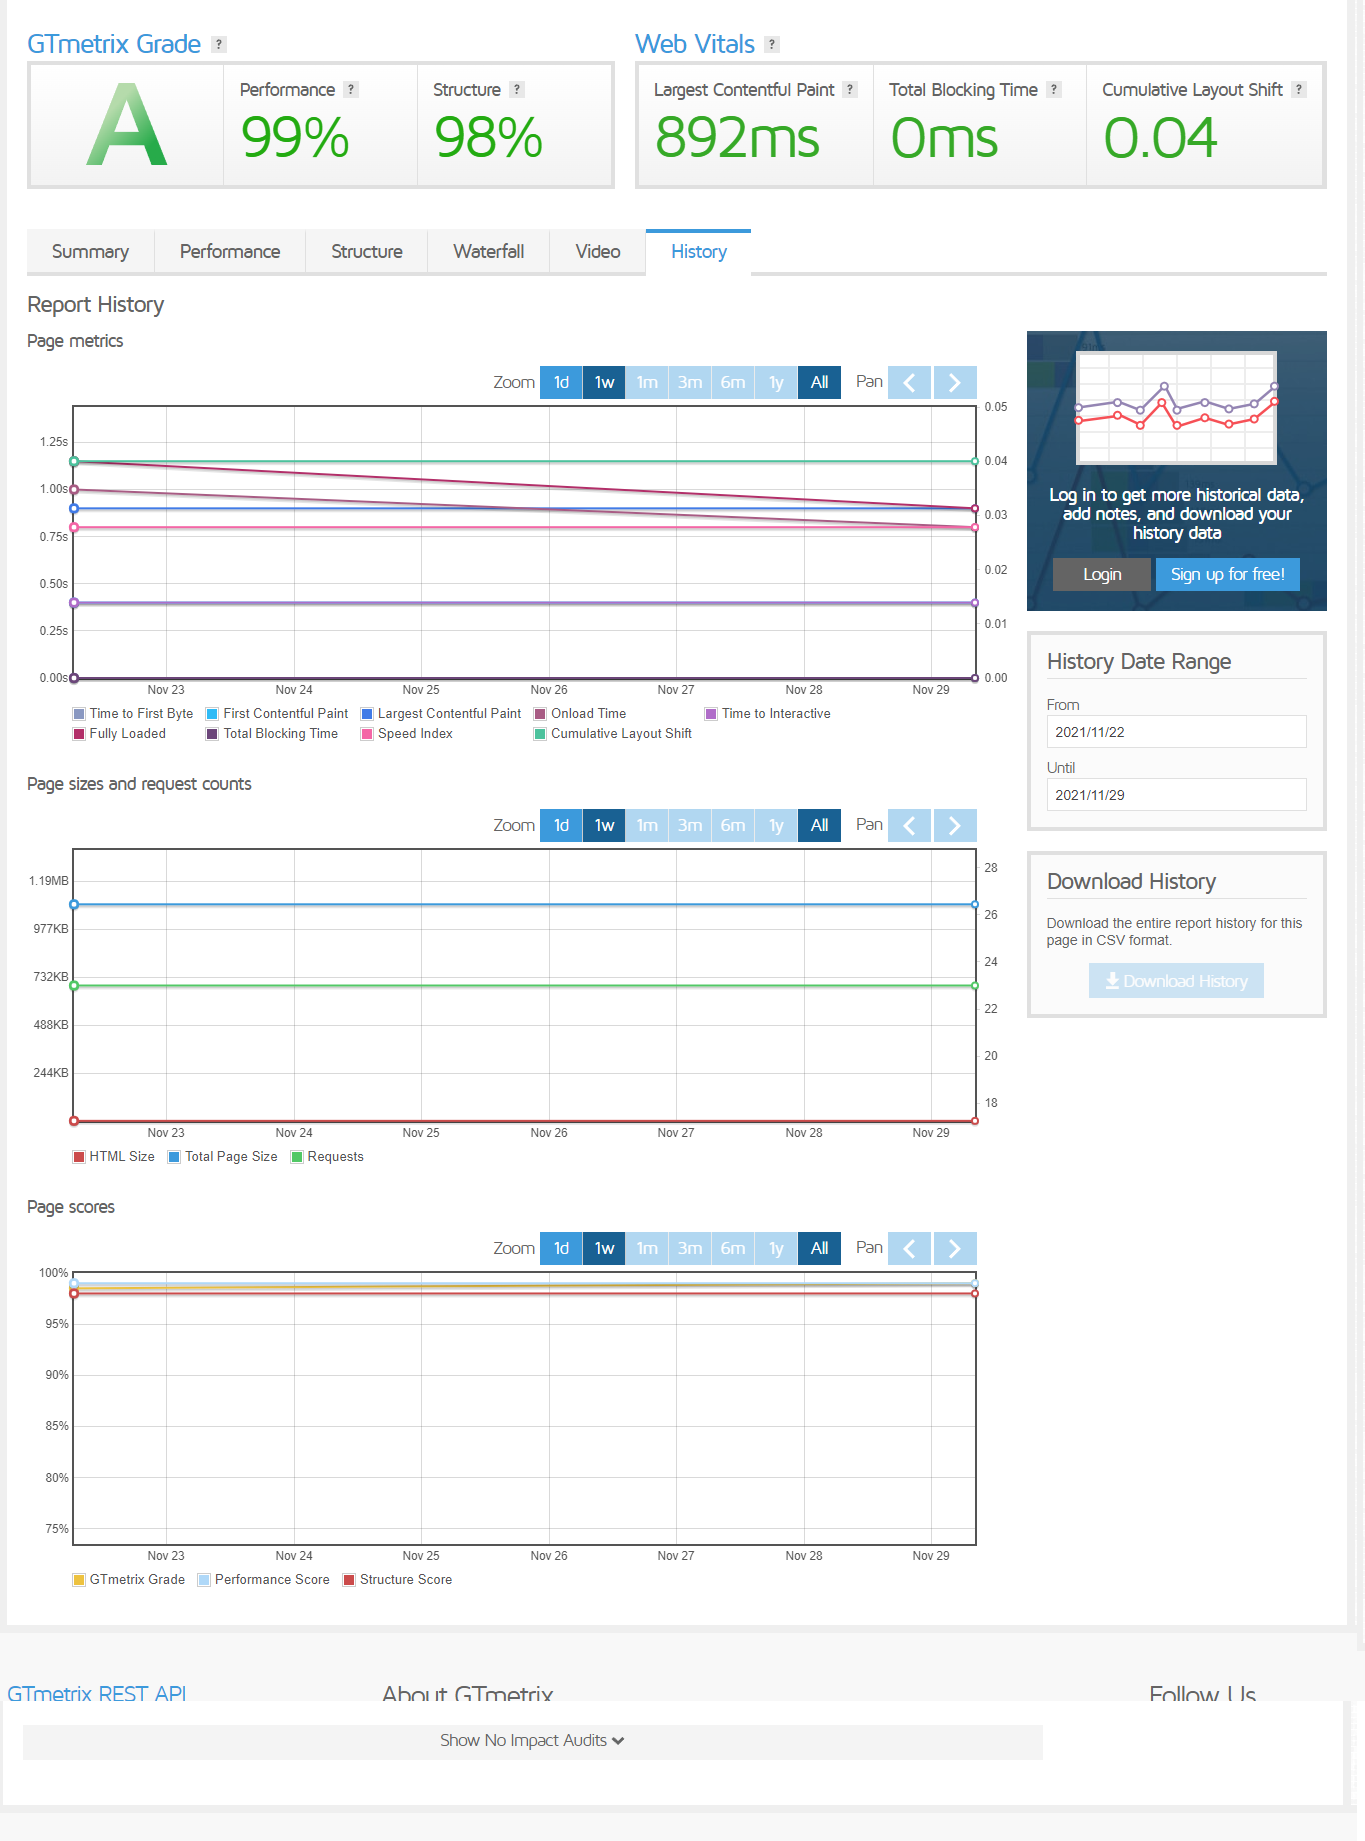 GTmetrix Grade ?
Web Vitals ?
A
Performance ?
99%
Structure ?
98%
Largest Contentful Paint ?
892ms
Total Blocking Time ?
0ms
Cumulative Layout Shift ?
0.04
Summary Performance Structure Waterfall Video History
Report History
Page metrics
Zoom 1d 1w 1m 3m 6m 1y All Pan
1.25s
1.00s
0.75s
0.50s
0.25s
0.00s
0.05
0.04
0.03
0.02
0.01
0.00
Nov 23 Nov 24 Nov 25 Nov 26 Nov 27 Nov 28 Nov 29
Time to First Byte First Contentful Paint Largest Contentful Paint Onload Time Time to Interactive
Fully Loaded Total Blocking Time Speed Index Cumulative Layout Shift
Page sizes and request counts
Zoom 1d 1w 1m 3m 6m 1y All Pan
1.19MB
977KB
732KB
488KB
244KB
28
26
24
22
20
18
Nov 23 Nov 24 Nov 25 Nov 26 Nov 27 Nov 28 Nov 29
HTML Size Total Page Size Requests
Page scores
Zoom 1d 1w 1m 3m 6m 1y All Pan
100%
95%
90%
85%
80%
75%
Nov 23 Nov 24 Nov 25 Nov 26 Nov 27 Nov 28 Nov 29
GTmetrix Grade Performance Score Structure Score
Log in to get more historical data,
add notes, and download your
history data
Login Sign up for free!
History Date Range
From
2021/11/22
Until
2021/11/29
Download History
Download the entire report history for this
page in CSV format.
Download History
GTmetrix REST API About GTmetrix Follow Us
Show No Impact Audits